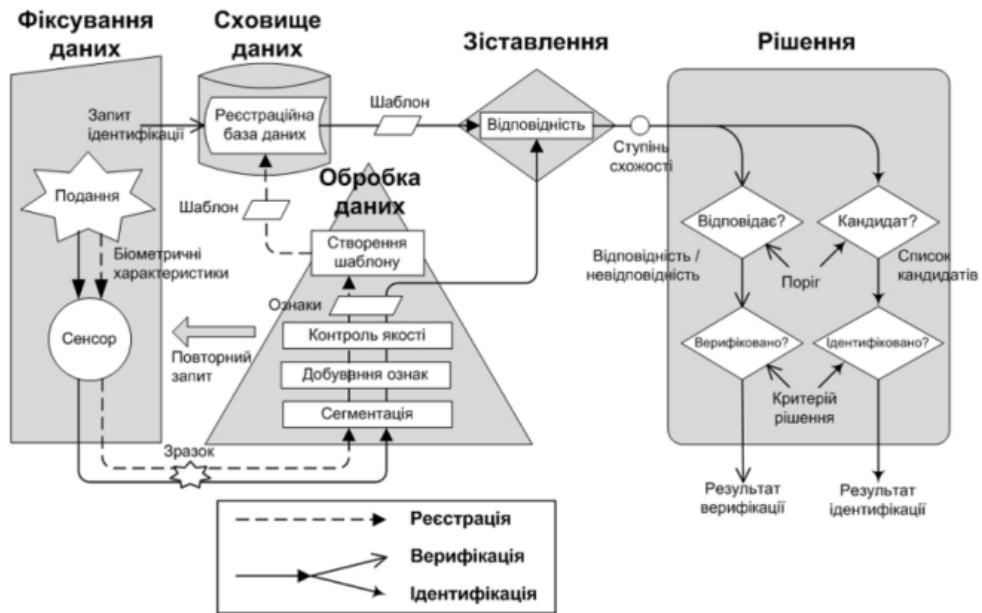 Фіксування
даних
Сховище
даних
Зіставлення
Рішення
Запит
ідентифікації
Реєстраційна
база даних
Шаблон
Відповідність
Ступінь
схожості
Подання
Біометричні
характеристики
Сенсор
Шаблон
Обробка
даних
Створення
шаблону
Ознаки
Контроль якості
Добування ознак
Сегментація
Повторний
запит
Зразок
Відповідає?
Кандидат?
Відповідність /
невідповідність
Поріг
Список
кандидатів
Верифіковано?
Ідентифіковано?
Критерій
рішення
Результат
верифікації
Результат
ідентифікації
Реєстрація
Верифікація
Ідентифікація